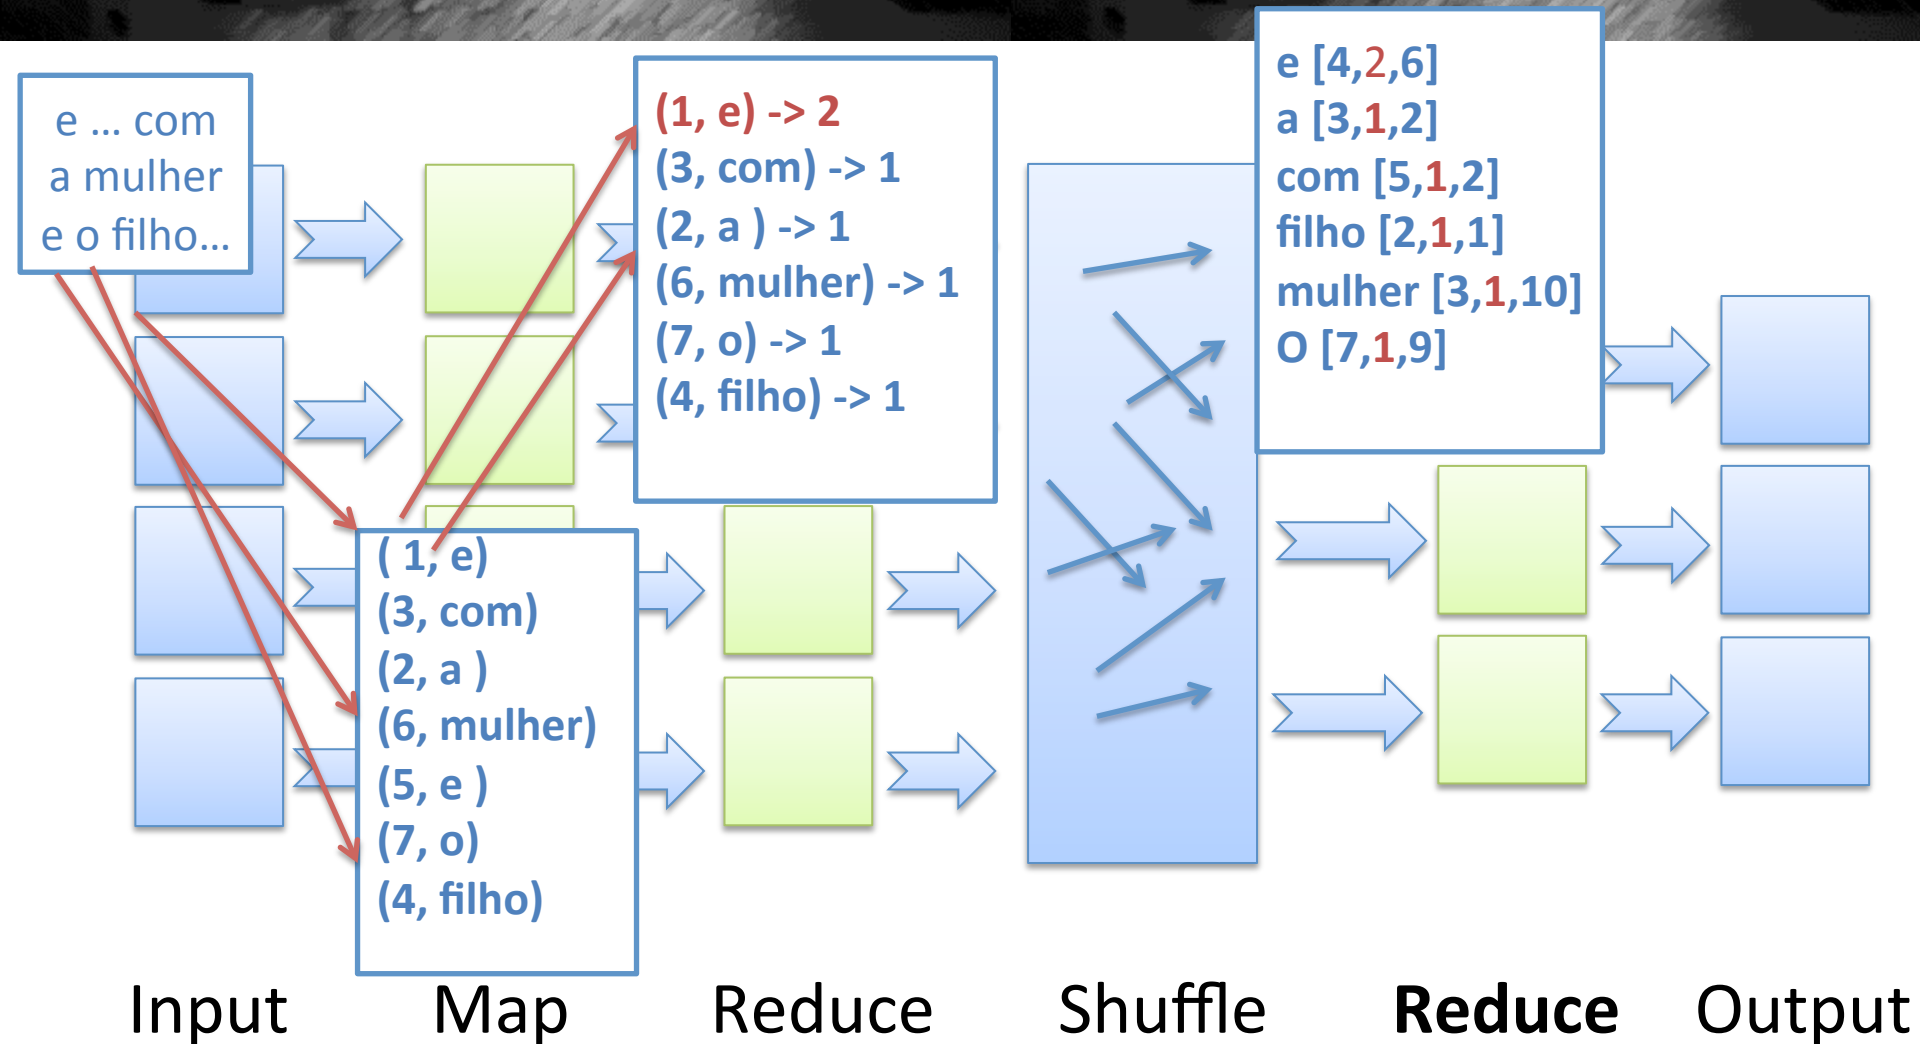 e ... com
a mulher
e o filho...
( 1, e)
(3, com)
(2, a )
(6, mulher)
(5, e )
(7, o)
(4, filho)
(1, e) -> 2
(3, com) -> 1
(2, a ) -> 1
(6, mulher) -> 1
(7, o) -> 1
(4, filho) -> 1
e [4,2,6]
a [3,1,2]
com [5,1,2]
filho [2,1,1]
mulher [3,1,10]
O [7,1,9]
Input Map Reduce Shuffle Reduce Output